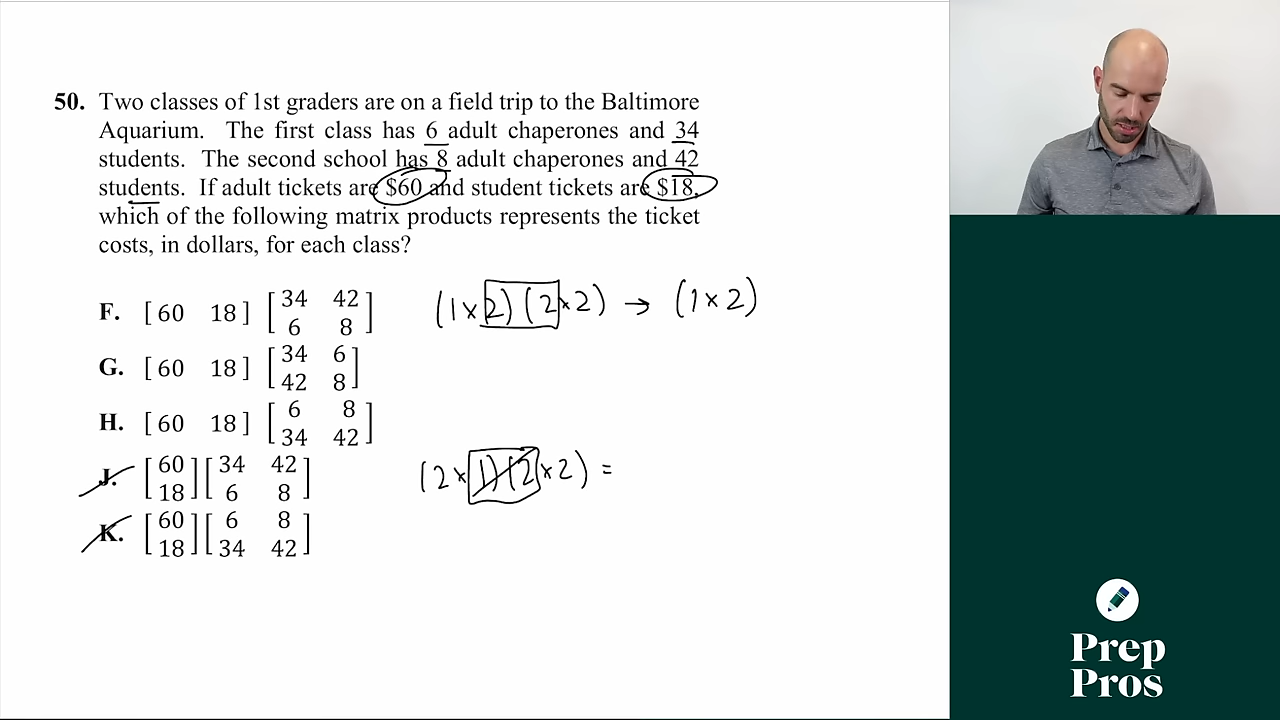 50. Two classes of 1st graders are on a field trip to the Baltimore
Aquarium. The first class has 6 adult chaperones and 34
students. The second school has 8 adult chaperones and 42
students. If adult tickets are $60 and student tickets are $18,
which of the following matrix products represents the ticket
costs, in dollars, for each class?
F. [60 18] [34 42
6 8]
(1×2)(2×2) → (1×2)
G. [60 18] [34 6
42 8]
H. [60 18] [6 8
34 42]
J. [60
18] [34 42
6 8]
(2×1)(2×2) =
K. [60
18] [6 8
34 42]
Prep
Pros